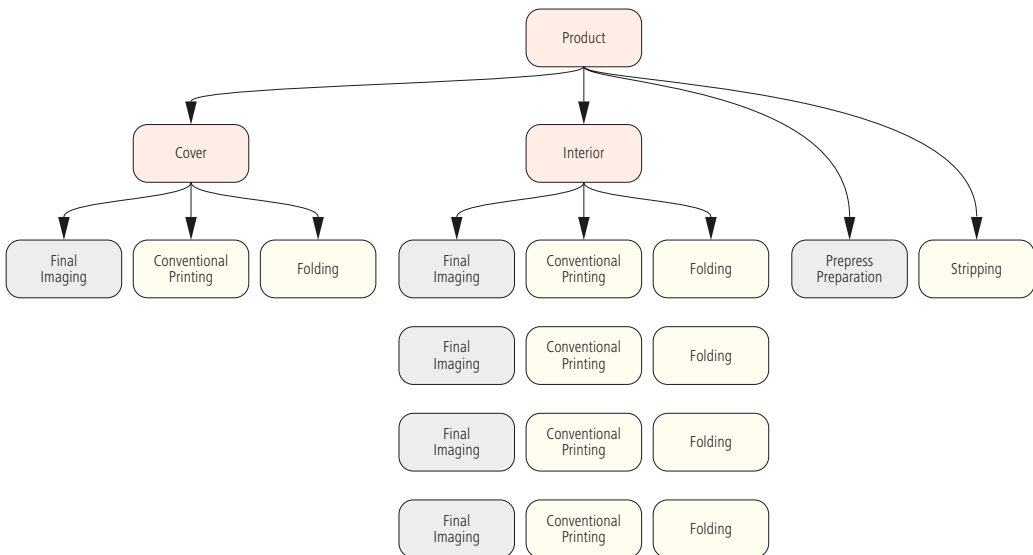 Product
Cover
Interior
Final
Imaging
Conventional
Printing
Folding
Final
Imaging
Conventional
Printing
Folding
Prepress
Preparation
Stripping
Final
Imaging
Conventional
Printing
Folding
Final
Imaging
Conventional
Printing
Folding
Final
Imaging
Conventional
Printing
Folding